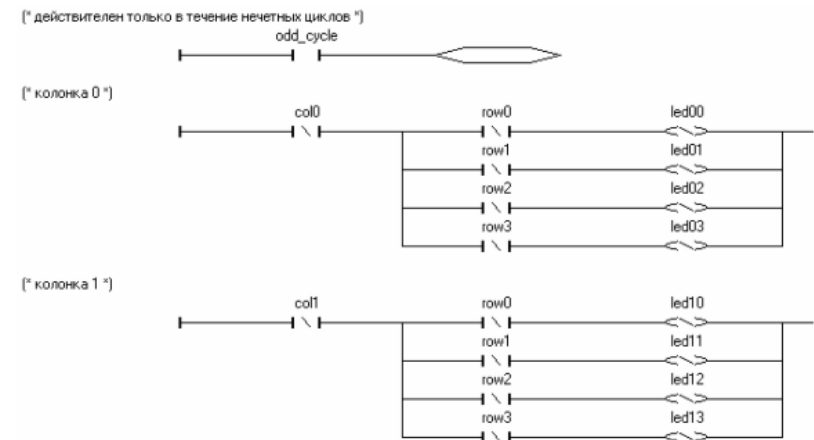 (* действителен только в течение нечетных циклов *)
odd_cycle
(* колонка 0 *)
col0 row0 led00
row1 led01
row2 led02
row3 led03
(* колонка 1 *)
col1 row0 led10
row1 led11
row2 led12
row3 led13